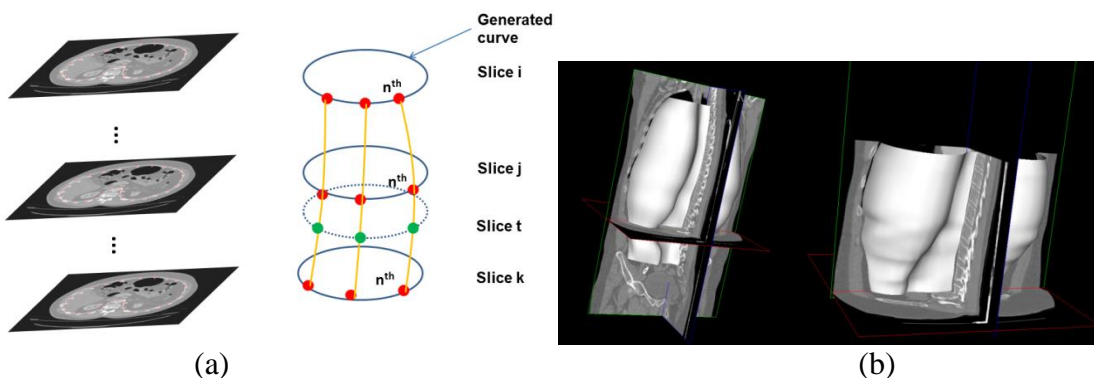 Generated
curve
Slice i
nth
Slice j
nth
Slice t
Slice k
nth
(a)
(b)